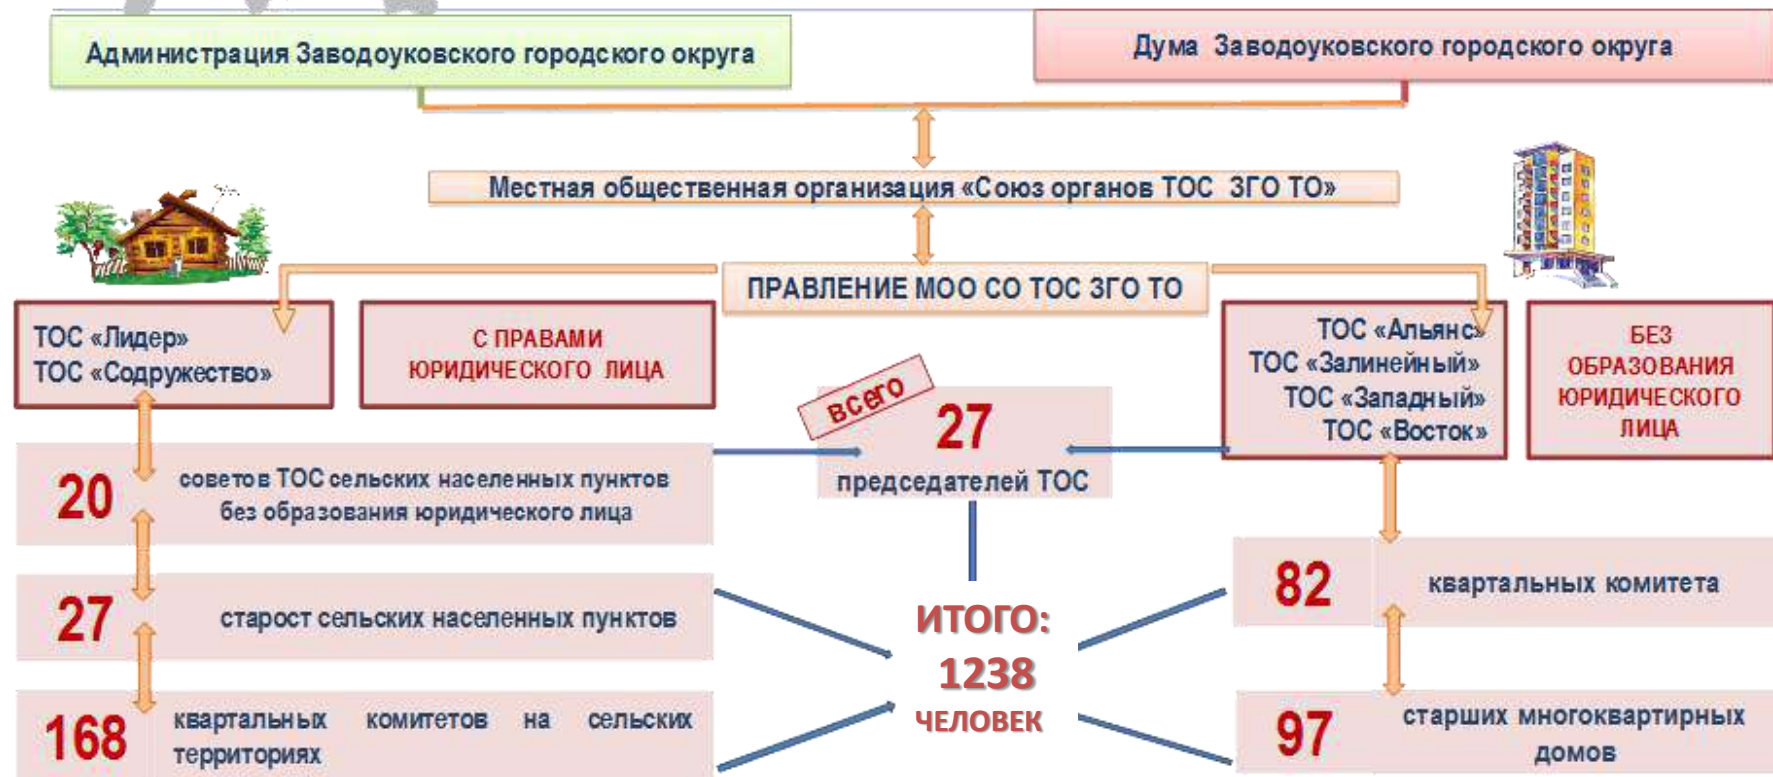 Администрация Заводоуковского городского округа
Дума Заводоуковского городского округа
Местная общественная организация «Союз органов ТОС ЗГО ТО»
ПРАВЛЕНИЕ МОО СО ТОС ЗГО ТО
ТОС «Лидер»
ТОС «Содружество»
С ПРАВАМИ
ЮРИДИЧЕСКОГО ЛИЦА
ТОС «Альянс»
ТОС «Залинейный»
ТОС «Западный»
ТОС «Восток»
БЕЗ
ОБРАЗОВАНИЯ
ЮРИДИЧЕСКОГО
ЛИЦА
всего
27
председателей ТОС
20
советов ТОС сельских населенных пунктов
без образования юридического лица
27
старост сельских населенных пунктов
168
квартальных комитетов на сельских
территориях
ИТОГО:
1238
ЧЕЛОВЕК
82
квартальных комитета
97
старших многоквартирных
домов